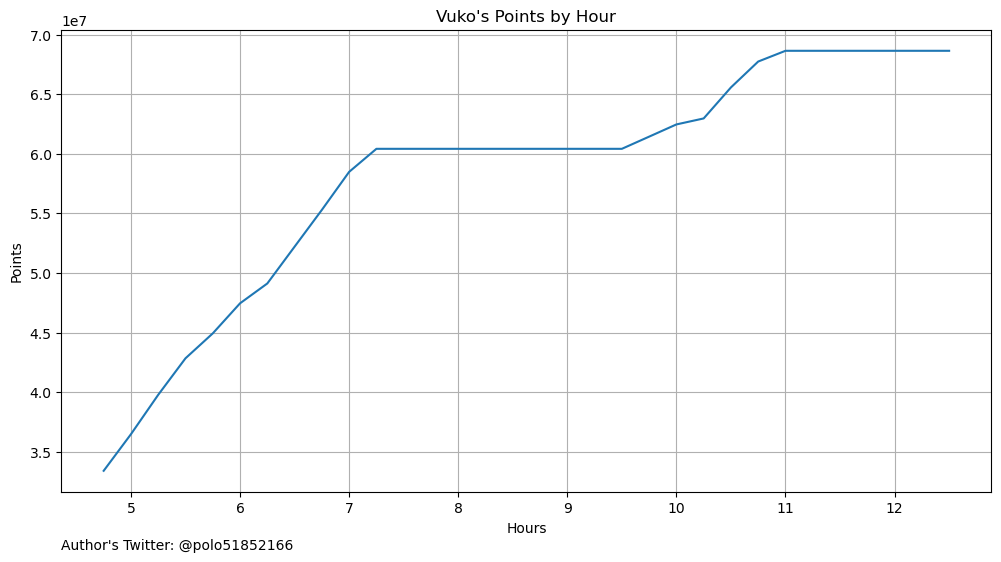 Vuko's Points by Hour
1e7
7.0
6.5
6.0
5.5
5.0
4.5
4.0
3.5
Points
5 6 7 8 9 10 11 12
Hours
Author's Twitter: @polo51852166